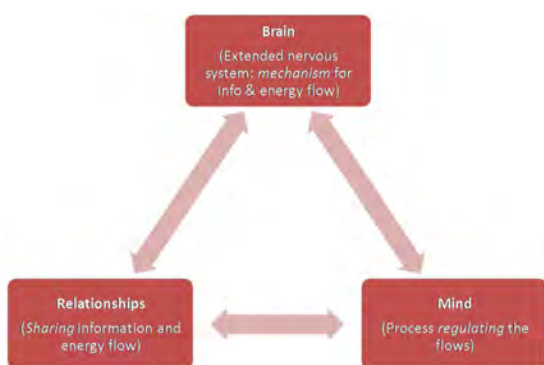 Brain
(Extended nervous
system: mechanism for
info & energy flow)
Relationships
(Sharing information and
energy flow)
Mind
(Process regulating the
flows)